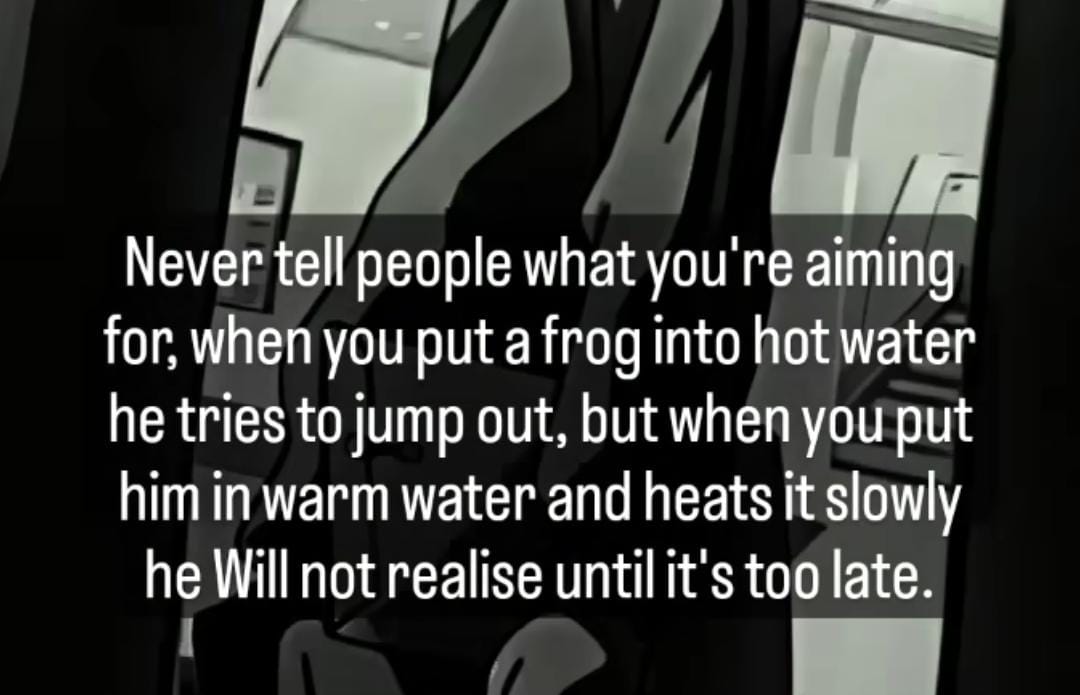 Never tell people what you're aiming
for, when you put a frog into hot water
he tries to jump out, but when you put
him in warm water and heats it slowly
he Will not realise until it's too late.